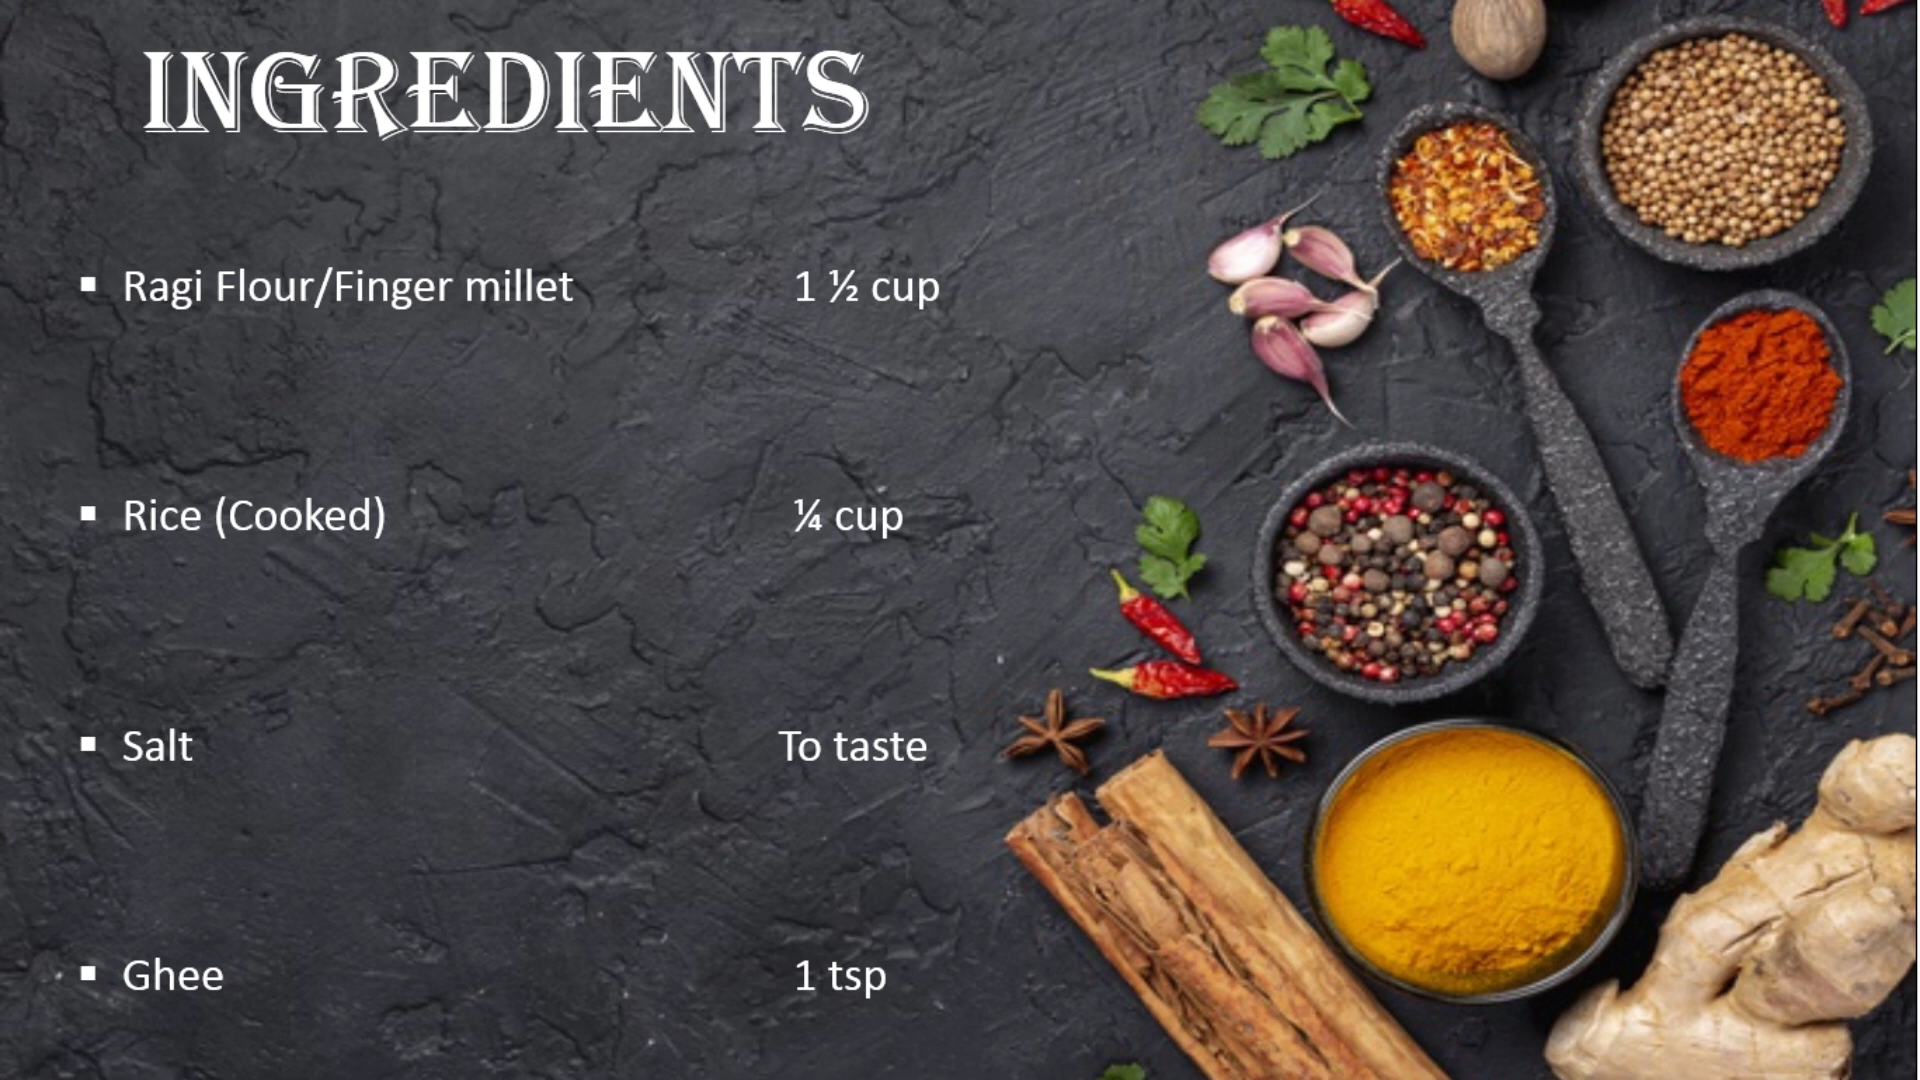 INGREDIENTS
▪ Ragi Flour/Finger millet 1 ½ cup
▪ Rice (Cooked) ¼ cup
▪ Salt To taste
▪ Ghee 1 tsp